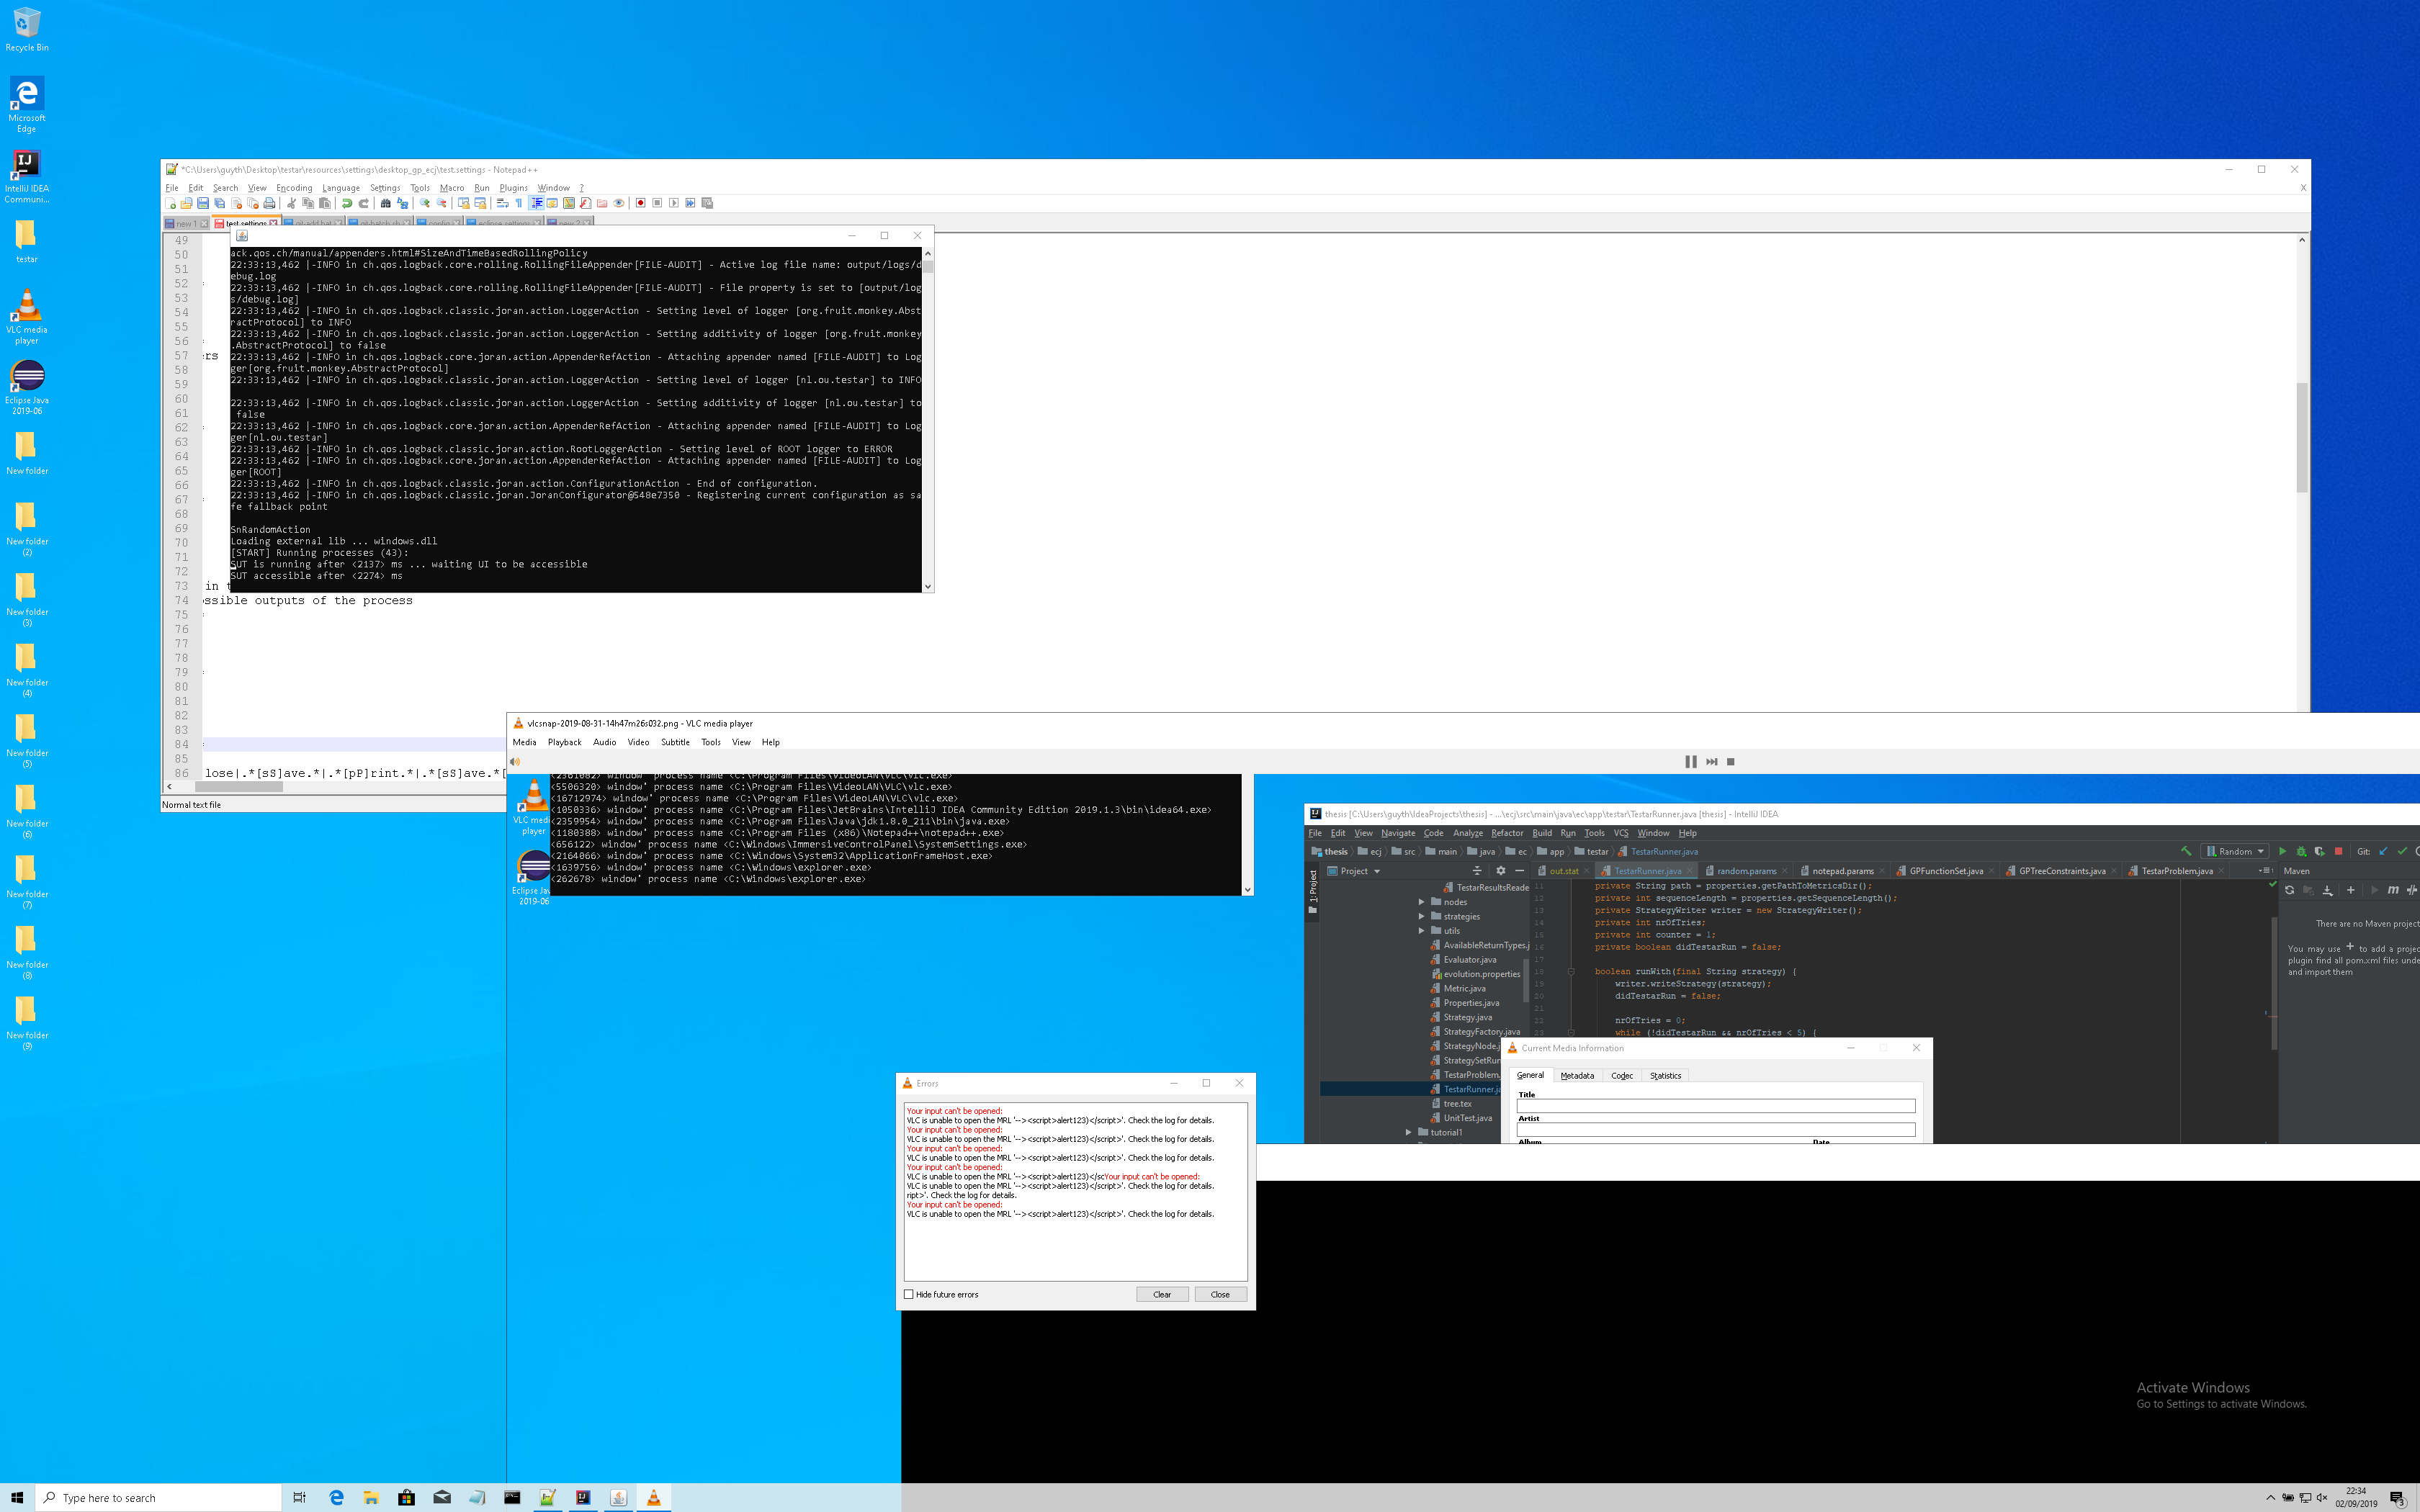 Recycle Bin
Microsoft
Edge
IntelliJ IDEA
Communi...
testar
VLC media
player
Eclipse Java
2019-06
New folder
New folder
(2)
New folder
(3)
New folder
(4)
New folder
(5)
New folder
(6)
New folder
(7)
New folder
(8)
New folder
(9)
*C:\Users\guyth\Desktop\testar\resources\settings\desktop_gp_ecj\test.settings - Notepad++
File Edit Search View Encoding Language Settings Tools Macro Run Plugins Window ?
X
new 1 test.settings
49
50
51
52
53
54
55
56
57 ers
58
59
60
61
62
63
64
65
66
67
68
69
70
71
72
73 in t
74 ossible outputs of the process
75
76
77
78
79
80
81
82
83
84
85
86 lose|.*[sS]ave.*|.*[pP]rint.*|.*[sS]ave.*[
Normal text file
ack.qos.ch/manual/appenders.html#SizeAndTimeBasedRollingPolicy
22:33:13,462 |-INFO in ch.qos.logback.core.rolling.RollingFileAppender[FILE-AUDIT] - Active log file name: output/logs/d
ebug.log
22:33:13,462 |-INFO in ch.qos.logback.core.rolling.RollingFileAppender[FILE-AUDIT] - File property is set to [output/log
s/debug.log]
22:33:13,462 |-INFO in ch.qos.logback.classic.joran.action.LoggerAction - Setting level of logger [org.fruit.monkey.Abst
ractProtocol] to INFO
22:33:13,462 |-INFO in ch.qos.logback.classic.joran.action.LoggerAction - Setting additivity of logger [org.fruit.monkey
.AbstractProtocol] to false
22:33:13,462 |-INFO in ch.qos.logback.core.joran.action.AppenderRefAction - Attaching appender named [FILE-AUDIT] to Log
ger[org.fruit.monkey.AbstractProtocol]
22:33:13,462 |-INFO in ch.qos.logback.classic.joran.action.LoggerAction - Setting level of logger [nl.ou.testar] to INFO
22:33:13,462 |-INFO in ch.qos.logback.classic.joran.action.LoggerAction - Setting additivity of logger [nl.ou.testar] to
false
22:33:13,462 |-INFO in ch.qos.logback.core.joran.action.AppenderRefAction - Attaching appender named [FILE-AUDIT] to Log
ger[nl.ou.testar]
22:33:13,462 |-INFO in ch.qos.logback.classic.joran.action.RootLoggerAction - Setting level of ROOT logger to ERROR
22:33:13,462 |-INFO in ch.qos.logback.core.joran.action.AppenderRefAction - Attaching appender named [FILE-AUDIT] to Log
ger[ROOT]
22:33:13,462 |-INFO in ch.qos.logback.classic.joran.action.ConfigurationAction - End of configuration.
22:33:13,462 |-INFO in ch.qos.logback.classic.joran.JoranConfigurator@548e7350 - Registering current configuration as sa
fe fallback point
SnRandomAction
Loading external lib ... windows.dll
[START] Running processes (43):
SUT is running after <2137> ms ... waiting UI to be accessible
SUT accessible after <2274> ms
vlcsnap-2019-08-31-14h47m26s032.png - VLC media player
Media Playback Audio Video Subtitle Tools View Help
VLC medi
player
Eclipse Jav
2019-06
<2361082> window' process name <C:\Program Files\VideoLAN\VLC\vlc.exe>
<5506320> window' process name <C:\Program Files\VideoLAN\VLC\vlc.exe>
<16712974> window' process name <C:\Program Files\VideoLAN\VLC\vlc.exe>
<1050336> window' process name <C:\Program Files\JetBrains\IntelliJ IDEA Community Edition 2019.1.3\bin\idea64.exe>
<2359954> window' process name <C:\Program Files\Java\jdk1.8.0_211\bin\java.exe>
<1180388> window' process name <C:\Program Files (x86)\Notepad++\notepad++.exe>
<656122> window' process name <C:\Windows\ImmersiveControlPanel\SystemSettings.exe>
<2164066> window' process name <C:\Windows\System32\ApplicationFrameHost.exe>
<1639756> window' process name <C:\Windows\explorer.exe>
<262678> window' process name <C:\Windows\explorer.exe>
thesis [C:\Users\guyth\IdeaProjects\thesis] - ...\ecj\src\main\java\ec\app\testar\TestarRunner.java [thesis] - IntelliJ IDEA
File Edit View Navigate Code Analyze Refactor Build Run Tools VCS Window Help
thesis ecj src main java ec app testar TestarRunner.java Random Git:
1: Project
Project out.stat TestarRunner.java random.params notepad.params GPFunctionSet.java GPTreeConstraints.java TestarProblem.java Maven
TestarResultsReade
nodes
strategies
utils
AvailableReturnTypes.j
Evaluator.java
evolution.properties
Metric.java
Properties.java
Strategy.java
StrategyFactory.java
StrategyNode.j
StrategySetRun
TestarProblem.
TestarRunner.ja
tree.tex
UnitTest.java
tutorial1
11 private String path = properties.getPathToMetricsDir();
12 private int sequenceLength = properties.getSequenceLength();
13 private StrategyWriter writer = new StrategyWriter();
14 private int nrOfTries;
15 private int counter = 1;
16 private boolean didTestarRun = false;
17
18 boolean runWith(final String strategy) {
19 writer.writeStrategy(strategy);
20 didTestarRun = false;
21
22 nrOfTries = 0;
23 while (!didTestarRun && nrOfTries < 5) {
There are no Maven project
You may use + to add a projec
plugin find all pom.xml files unde
and import them
Current Media Information
General Metadata Codec Statistics
Title
Artist
Album Date
Errors
Your input can't be opened:
VLC is unable to open the MRL '--><script>alert123)</script>'. Check the log for details.
Your input can't be opened:
VLC is unable to open the MRL '--><script>alert123)</script>'. Check the log for details.
Your input can't be opened:
VLC is unable to open the MRL '--><script>alert123)</script>'. Check the log for details.
Your input can't be opened:
VLC is unable to open the MRL '--><script>alert123)</scYour input can't be opened:
VLC is unable to open the MRL '--><script>alert123)</script>'. Check the log for details.
ript>'. Check the log for details.
Your input can't be opened:
VLC is unable to open the MRL '--><script>alert123)</script>'. Check the log for details.
Hide future errors Clear Close
Activate Windows
Go to Settings to activate Windows.
Type here to search
22:34
02/09/2019
3